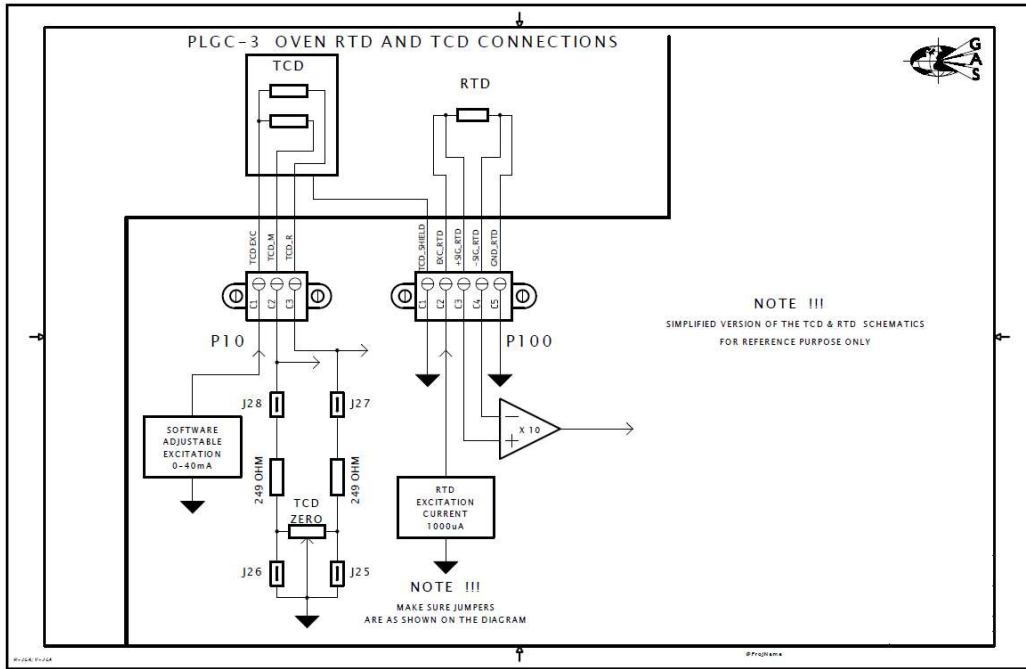 PLGC-3 OVEN RTD AND TCD CONNECTIONS
GAS
TCD
RTD
TCD EXC
TCD_M
TCD_R
TCD_SHIELD
EXC_RTD
+SIG_RTD
-SIG_RTD
GND_RTD
C1
C2
C3
C1
C2
C3
C4
C5
P10
P100
NOTE !!!
SIMPLIFIED VERSION OF THE TCD & RTD SCHEMATICS
FOR REFERENCE PURPOSE ONLY
J28
J27
SOFTWARE
ADJUSTABLE
EXCITATION
0-40mA
249 OHM
249 OHM
TCD
ZERO
- X 10
+
RTD
EXCITATION
CURRENT
1000uA
J26
J25
NOTE !!!
MAKE SURE JUMPERS
ARE AS SHOWN ON THE DIAGRAM
@ProjName